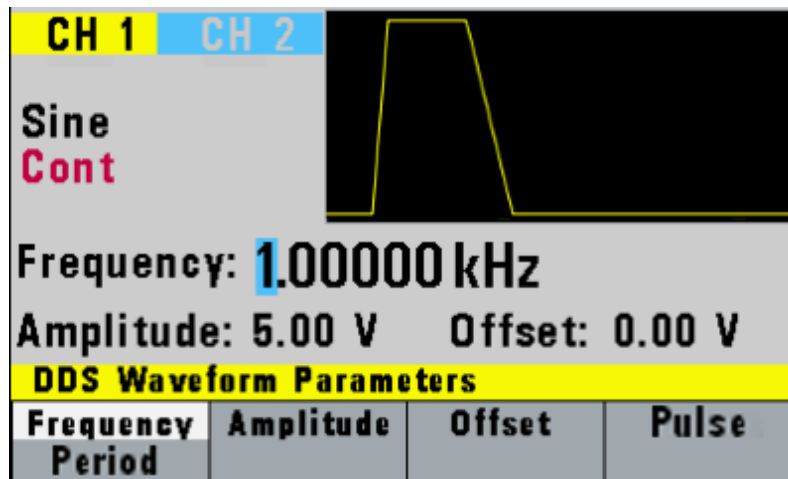 CH 1 CH 2
Sine
Cont
Frequency: 1.00000 kHz
Amplitude: 5.00 V Offset: 0.00 V
DDS Waveform Parameters
Frequency Amplitude Offset Pulse
Period